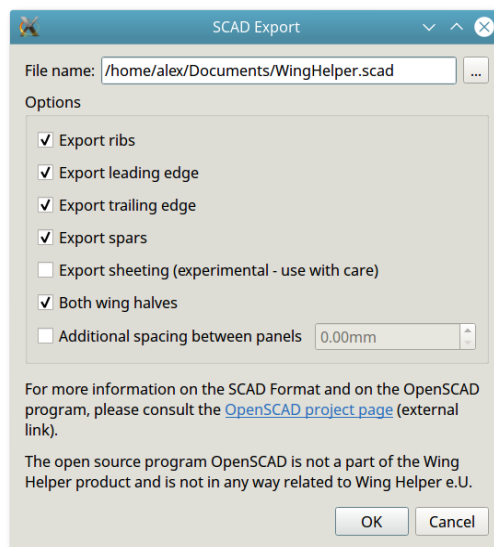 SCAD Export
File name: /home/alex/Documents/WingHelper.scad ...
Options
Export ribs
Export leading edge
Export trailing edge
Export spars
Export sheeting (experimental - use with care)
Both wing halves
Additional spacing between panels 0.00mm
For more information on the SCAD Format and on the OpenSCAD
program, please consult the OpenSCAD project page (external
link).
The open source program OpenSCAD is not a part of the Wing
Helper product and is not in any way related to Wing Helper e.U.
OK Cancel